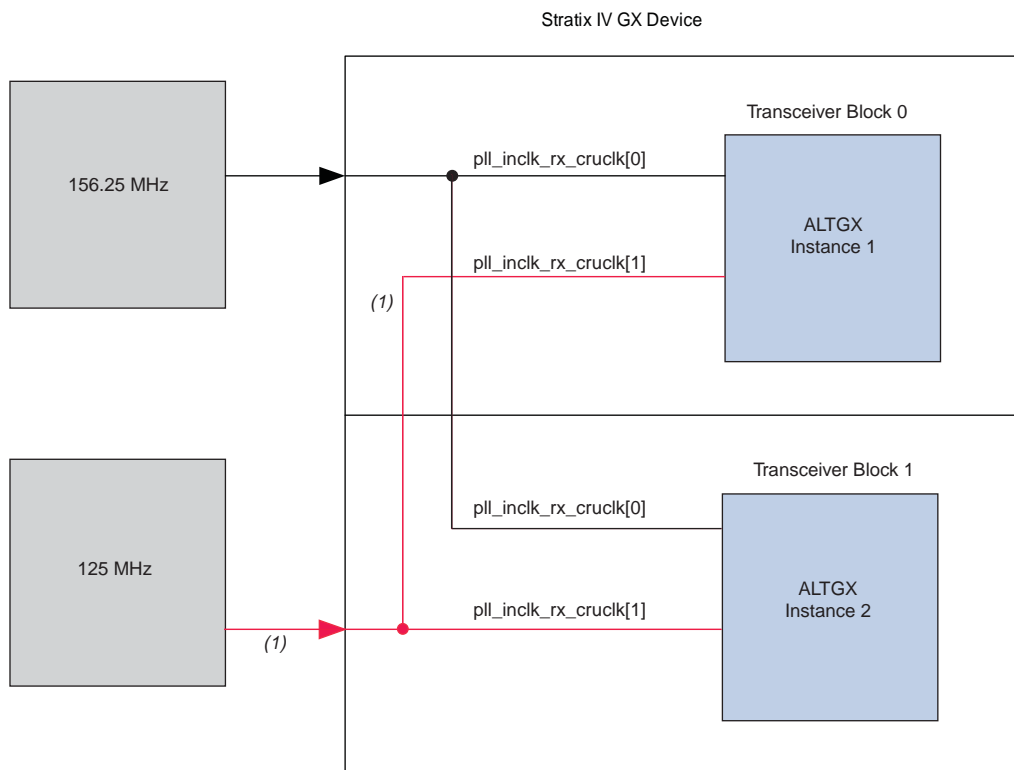 Stratix IV GX Device
Transceiver Block 0
156.25 MHz
pll_inclk_rx_cruclk[0]
ALTGX
Instance 1
pll_inclk_rx_cruclk[1]
(1)
Transceiver Block 1
pll_inclk_rx_cruclk[0]
125 MHz
ALTGX
Instance 2
pll_inclk_rx_cruclk[1]
(1)